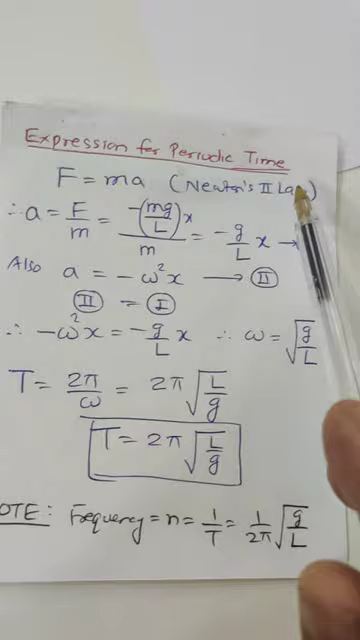 Expression for Periodic Time
F = ma (Newton's II La )
∴ a = F/m = -(mg/L)x / m = -g/L x →
Also a = -ω²x → II
II = I
∴ -ω²x = -g/L x ∴ ω = √(g/L)
T = 2π/ω = 2π√(L/g)
T = 2π√(L/g)
OTE: Frequency = n = 1/T = 1/2π √(g/L)